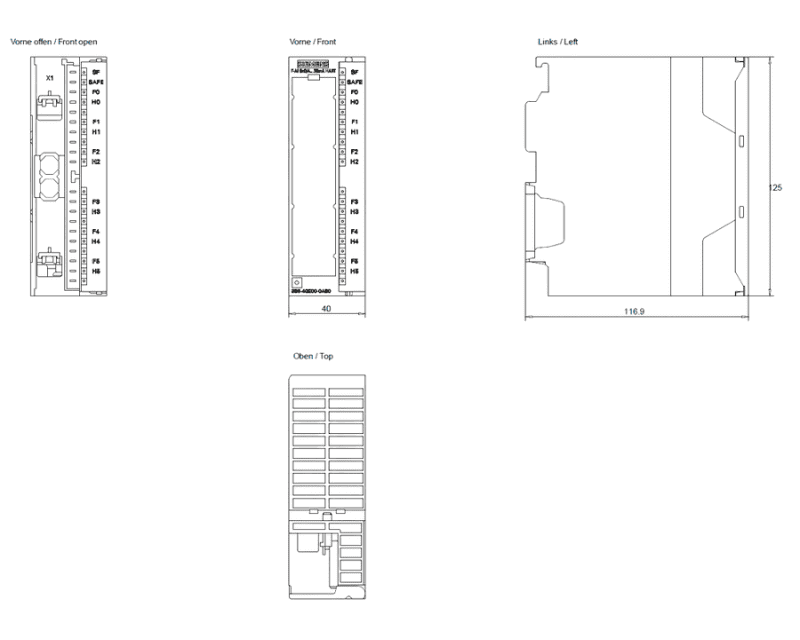 Vorne offen / Front open
Vorne / Front
Links / Left
X1
SF
SAFE
F0
H0
F1
H1
F2
H2
F3
H3
F4
H4
F5
H5
SIEMENS
SF
SAFE
F0
H0
F1
H1
F2
H2
F3
H3
F4
H4
F5
H5
125
40
116.9
Oben / Top